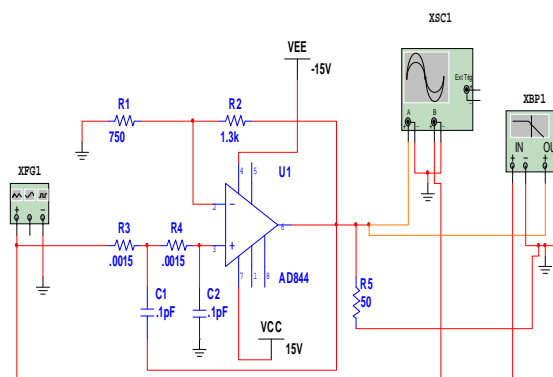 XSC1
VEE
-15V
Ext Trig
A
B
XBP1
IN
OU
R1
750
R2
1.3k
U1
4
5
2
3
6
7
1
8
AD844
XFG1
R3
.0015
R4
.0015
C1
.1pF
C2
.1pF
R5
50
VCC
15V